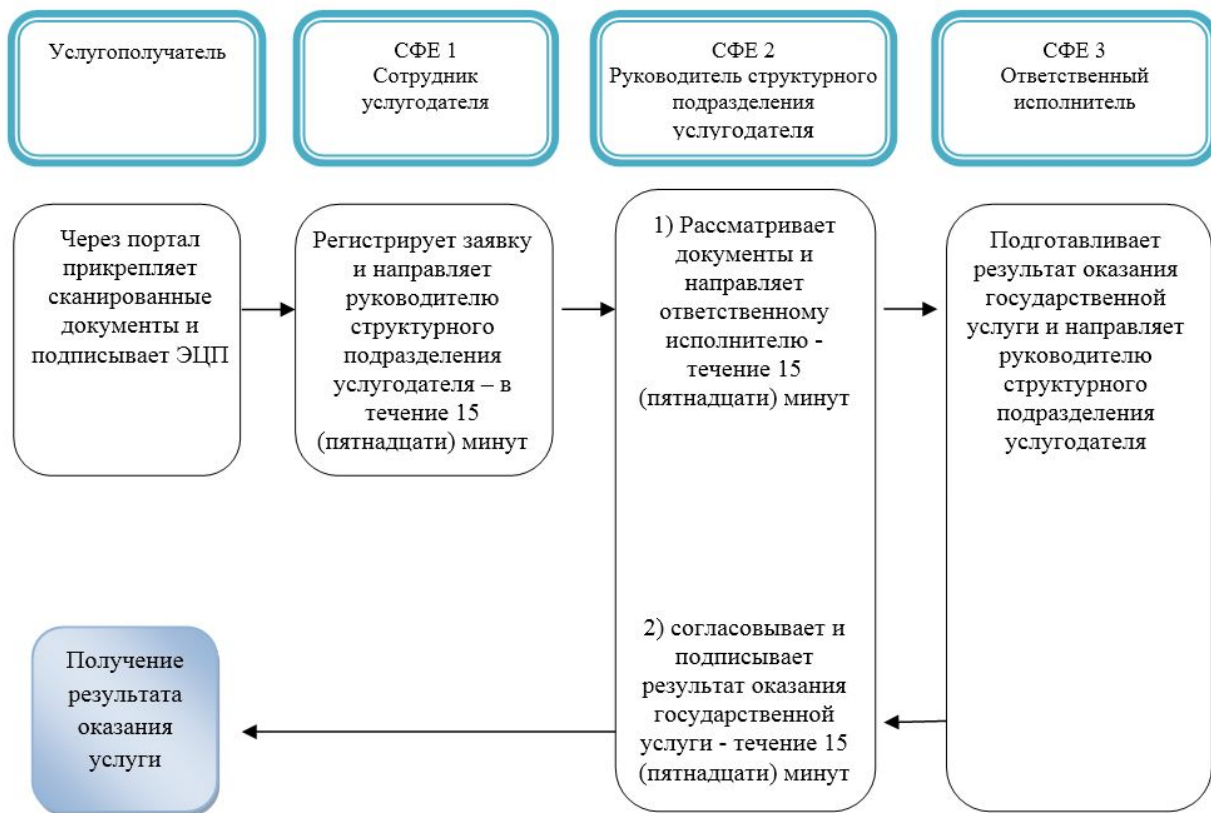 Услугополучатель
СФЕ 1
Сотрудник
услугодателя
СФЕ 2
Руководитель структурного
подразделения
услугодателя
СФЕ 3
Ответственный
исполнитель
Через портал
прикрепляет
сканированные
документы и
подписывает ЭЦП
Регистрирует заявку
и направляет
руководителю
структурного
подразделения
услугодателя – в
течение 15
(пятнадцати) минут
1) Рассматривает
документы и
направляет
ответственному
исполнителю -
течение 15
(пятнадцати) минут
Подготавливает
результат оказания
государственной
услуги и направляет
руководителю
структурного
подразделения
услугодателя
2) согласовывает и
подписывает
результат оказания
государственной
услуги - течение 15
(пятнадцати) минут
Получение
результата
оказания
услуги